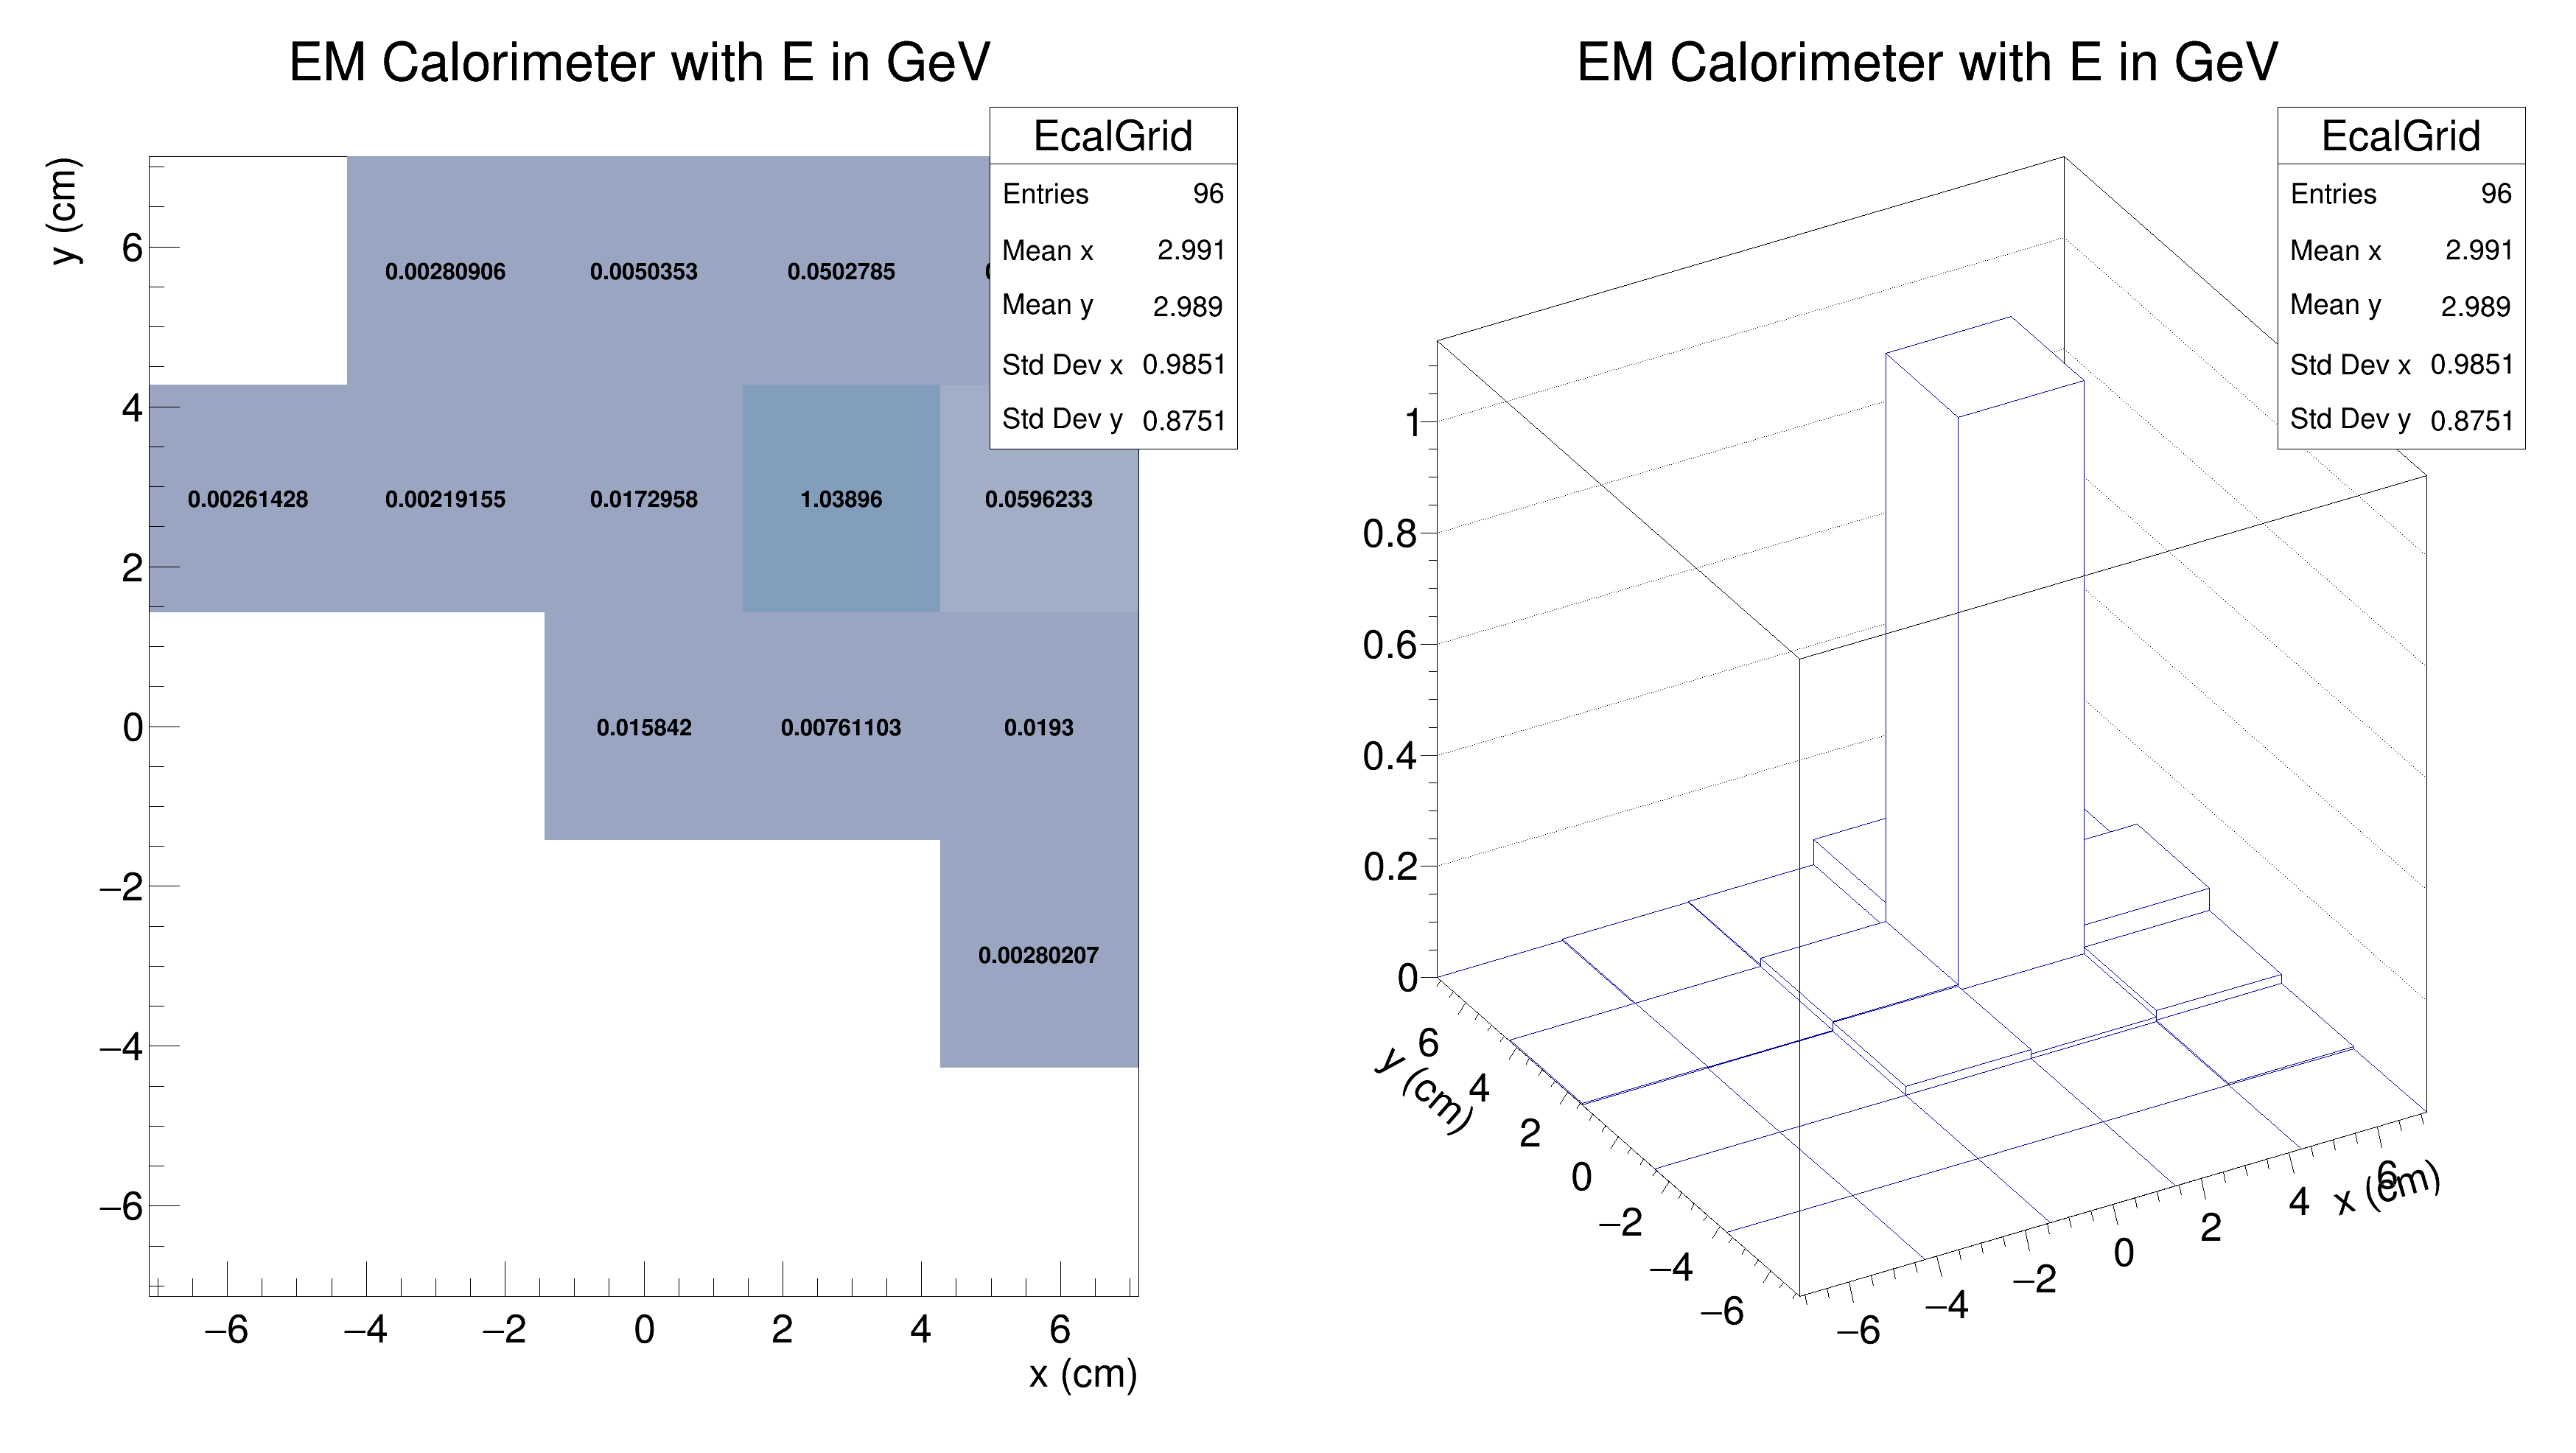 EM Calorimeter with E in GeV
EcalGrid
Entries 96
Mean x 2.991
Mean y 2.989
Std Dev x 0.9851
Std Dev y 0.8751
y (cm)
6
4
2
0
−2
−4
−6
0.00280906 0.0050353 0.0502785
0.00261428 0.00219155 0.0172958 1.03896 0.0596233
0.015842 0.00761103 0.0193
0.00280207
−6 −4 −2 0 2 4 6
x (cm)
EM Calorimeter with E in GeV
EcalGrid
Entries 96
Mean x 2.991
Mean y 2.989
Std Dev x 0.9851
Std Dev y 0.8751
1
0.8
0.6
0.4
0.2
0
6
4
2
0
−2
−4
−6
y (cm)
−6
−4
−2
0
2
4
6
x (cm)